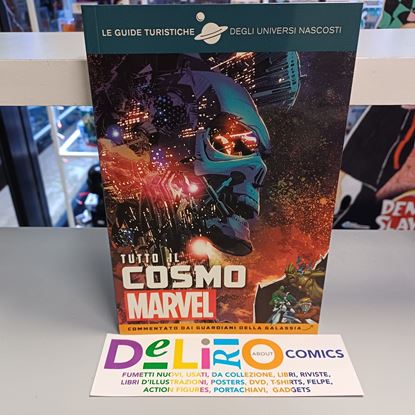 LE GUIDE TURISTICHE DEGLI UNIVERSI NASCOSTI
TUTTO IL
COSMO
MARVEL
COMMENTATO DAI GUARDIANI DELLA GALASSIA
DeLiRiO ABOUT COMICS
FUMETTI NUOVI, USATI, DA COLLEZIONE, LIBRI, RIVISTE,
LIBRI D'ILLUSTRAZIONI, POSTERS, DVD, T-SHIRTS, FELPE,
ACTION FIGURES, PORTACHIAVI, GADGETS